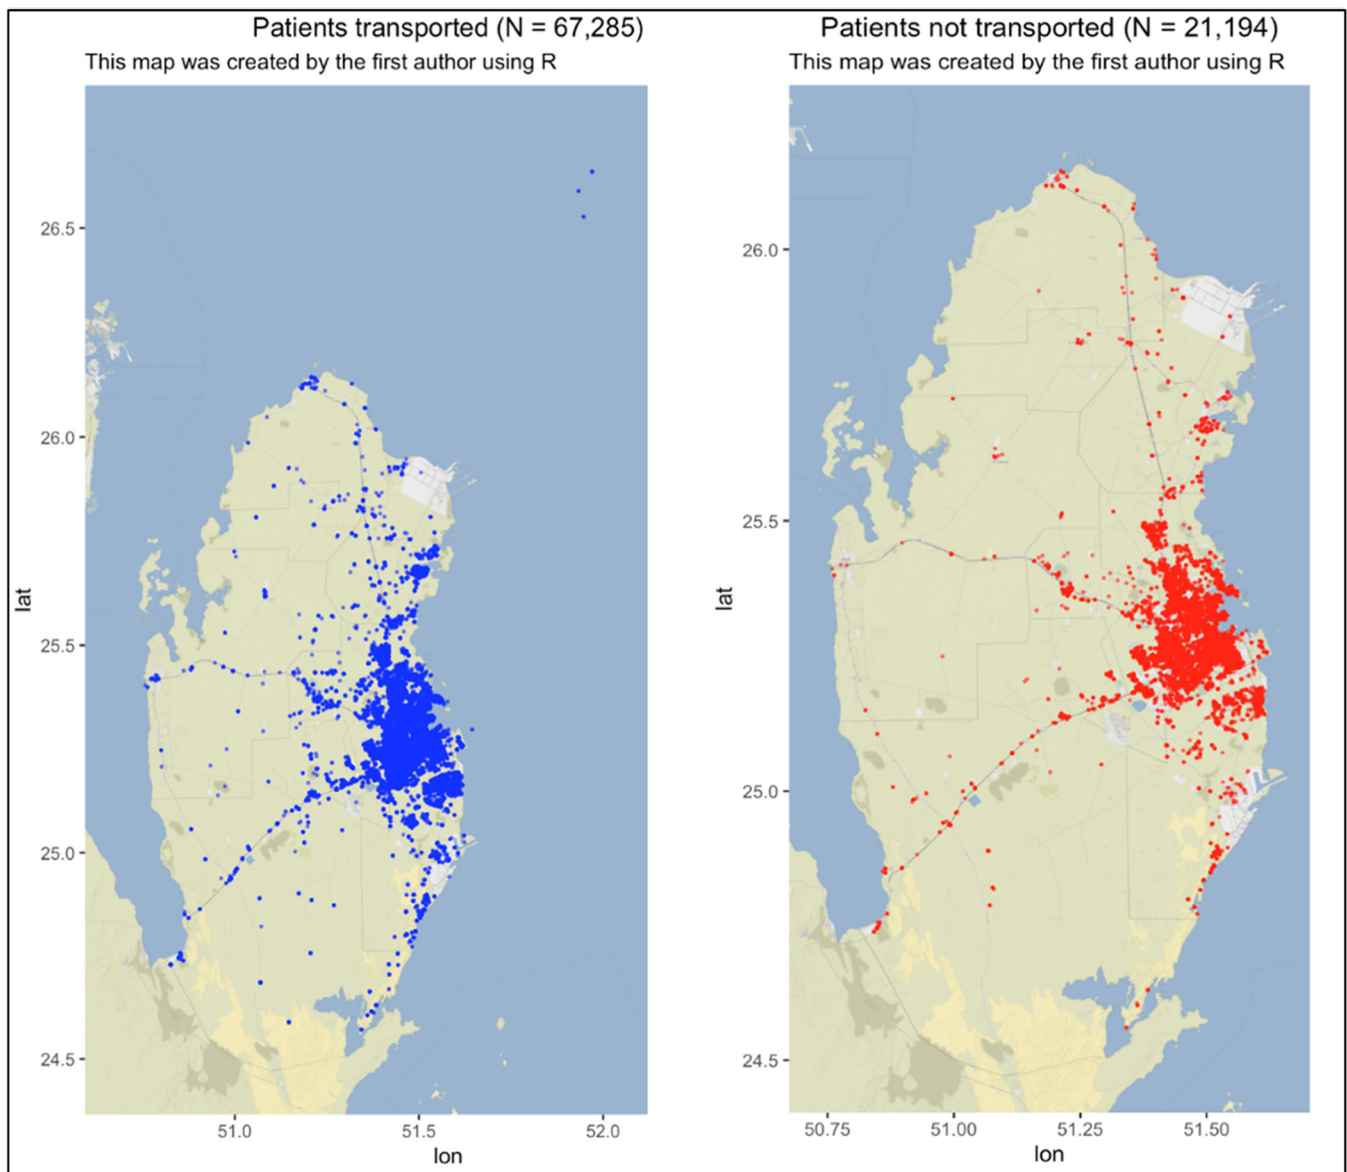 Patients transported (N = 67,285)
This map was created by the first author using R
26.5
26.0
25.5
25.0
24.5
lat
51.0
51.5
52.0
lon
Patients not transported (N = 21,194)
This map was created by the first author using R
26.0
25.5
25.0
24.5
lat
50.75
51.00
51.25
51.50
lon